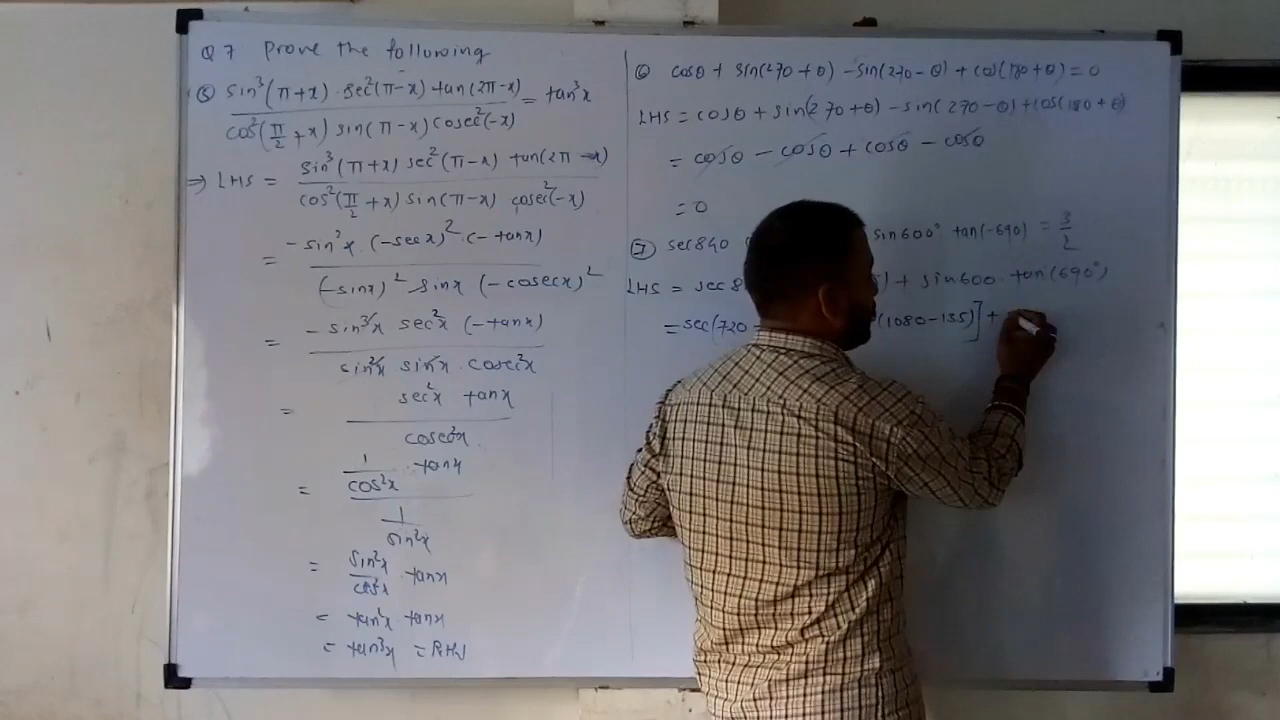 Q 7 Prove the following
(5) sin³(π+x) · sec²(π-x) tan(2π-x) / cos²(π/2 + x) sin(π-x) cosec²(-x) = tan³x
⇒ LHS = sin³(π+x) sec²(π-x) tan(2π-x) / cos²(π/2 + x) sin(π-x) cosec²(-x)
= -sin³x · (-secx)² · (-tanx) / (-sinx)² sinx (-cosecx)²
= -sin³x sec²x (-tanx) / sin²x sinx · cosec²x
= sec²x tanx / cosec²x
= 1/cos²x · tanx / 1/sin²x
= sin²x/cos²x · tanx
= tan²x tanx
= tan³x = RHS
(6) cosθ + sin(270+θ) - sin(270-θ) + cos(180+θ) = 0
LHS = cosθ + sin(270+θ) - sin(270-θ) + cos(180+θ)
= cosθ - cosθ + cosθ - cosθ
= 0
(7) sec840 sin600° tan(-690) = 3/2
LHS = sec8 ) + sin600 · tan(690°)
= sec(720 (1080-135)] +